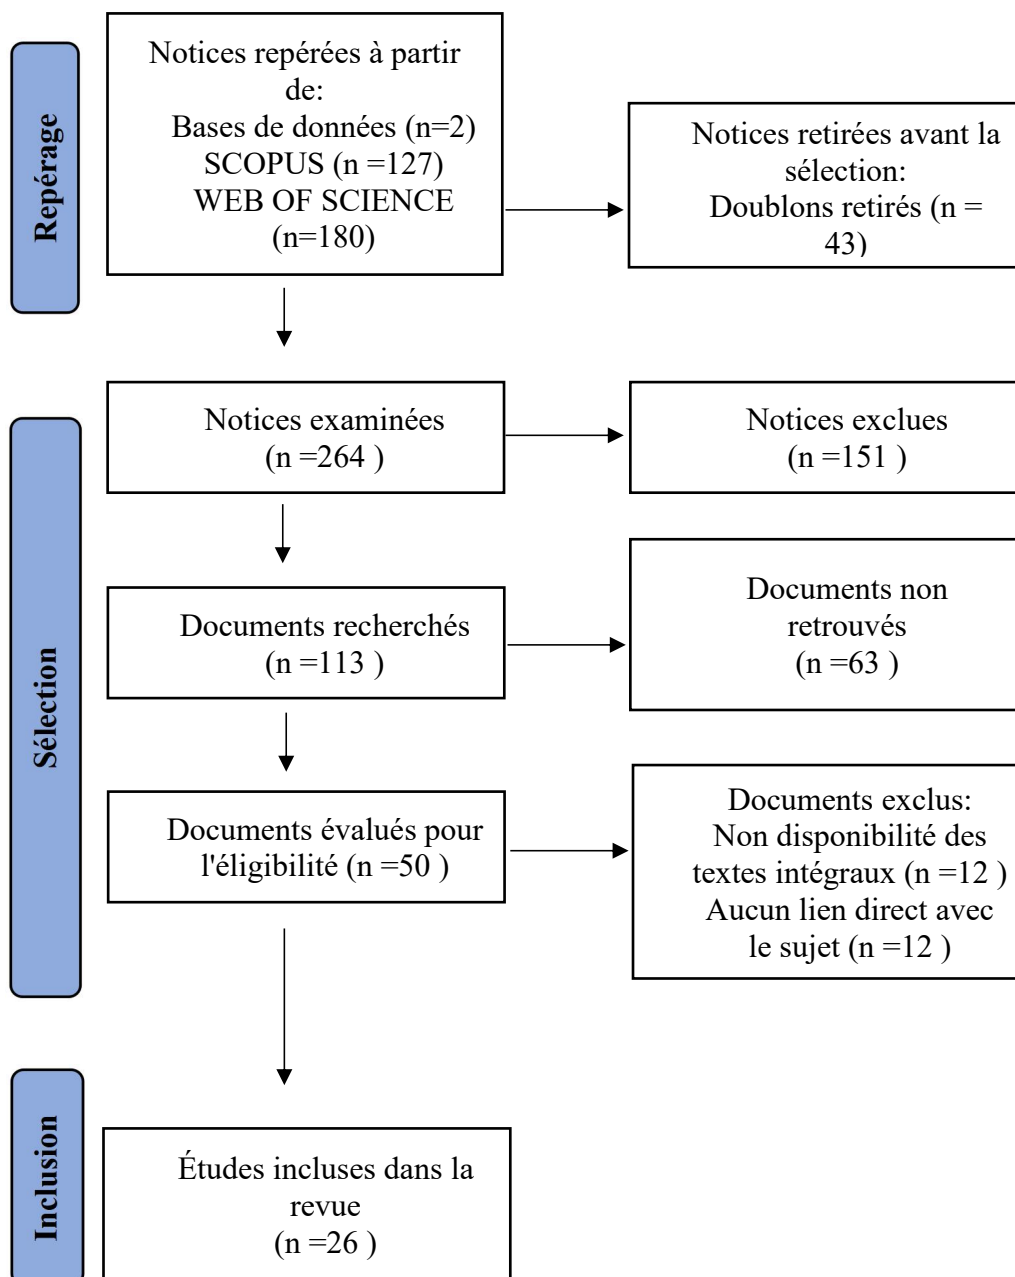 Repérage
Notices repérées à partir
de:
Bases de données (n=2)
SCOPUS (n =127)
WEB OF SCIENCE
(n=180)
Notices retirées avant la
sélection:
Doublons retirés (n =
43)
Sélection
Notices examinées
(n =264 )
Notices exclues
(n =151 )
Documents recherchés
(n =113 )
Documents non
retrouvés
(n =63 )
Documents évalués pour
l'éligibilité (n =50 )
Documents exclus:
Non disponibilité des
textes intégraux (n =12 )
Aucun lien direct avec
le sujet (n =12 )
Inclusion
Études incluses dans la
revue
(n =26 )